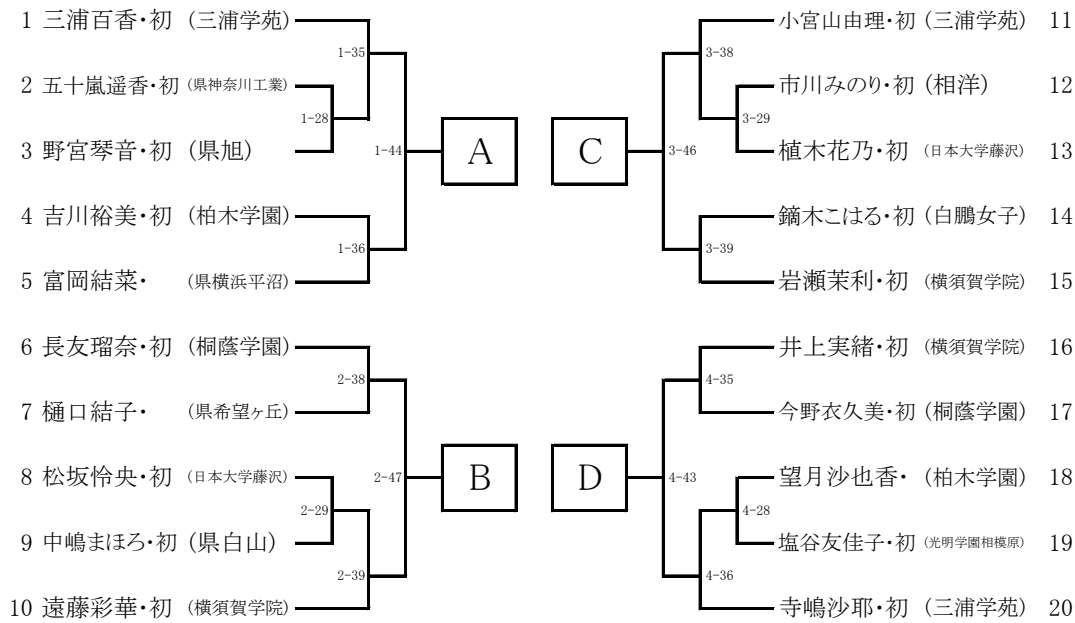 1 三浦百香・初 (三浦学苑)
1-35
2 五十嵐遥香・初 (県神奈川工業)
1-28
3 野宮琴音・初 (県旭)
1-44
A
4 吉川裕美・初 (柏木学園)
1-36
5 富岡結菜・ (県横浜平沼)
6 長友瑠奈・初 (桐蔭学園)
2-38
7 樋口結子・ (県希望ヶ丘)
8 松坂怜央・初 (日本大学藤沢)
2-47
B
2-29
9 中嶋まほろ・初 (県白山)
2-39
10 遠藤彩華・初 (横須賀学院)
小宮山由理・初 (三浦学苑) 11
3-38
市川みのり・初 (相洋) 12
3-29
C
3-46
植木花乃・初 (日本大学藤沢) 13
鏑木こはる・初 (白鵬女子) 14
3-39
岩瀬茉利・初 (横須賀学院) 15
井上実緒・初 (横須賀学院) 16
4-35
今野衣久美・初 (桐蔭学園) 17
D
4-43
望月沙也香・ (柏木学園) 18
4-28
塩谷友佳子・初 (光明学園相模原) 19
4-36
寺嶋沙耶・初 (三浦学苑) 20